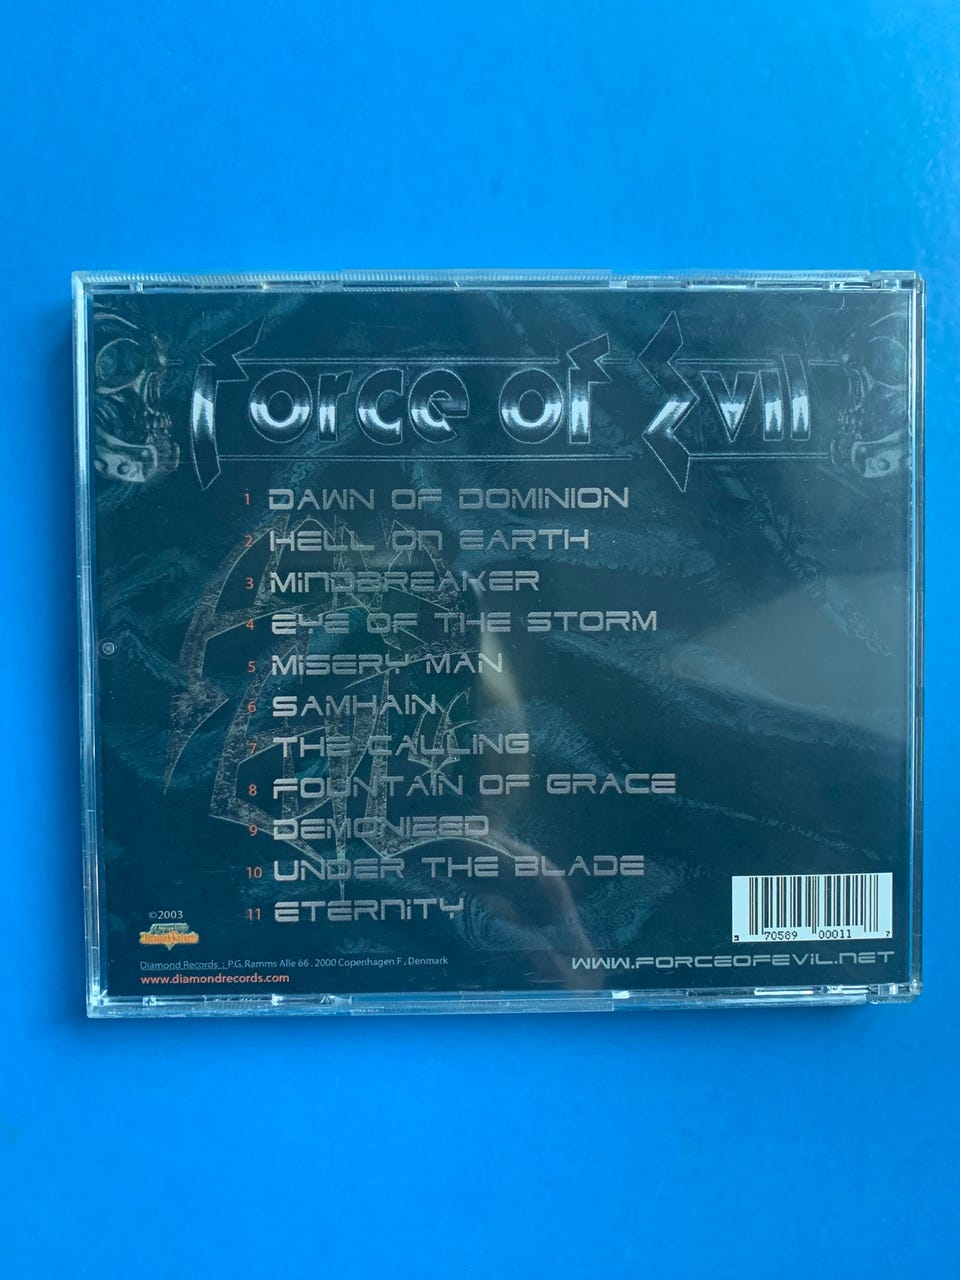 Force of Evil
1 DAWN OF DOMINION
2 HELL ON EARTH
3 MINDBREAKER
4 EYE OF THE STORM
5 MISERY MAN
6 SAMHAIN
7 THE CALLING
8 FOUNTAIN OF GRACE
9 DEMONIZED
10 UNDER THE BLADE
11 ETERNITY
©2003
Diamond Records : P.G. Ramms Alle 66 . 2000 Copenhagen F . Denmark
www.diamondrecords.com
70589 00011 7
WWW.FORCEOFEVIL.NET